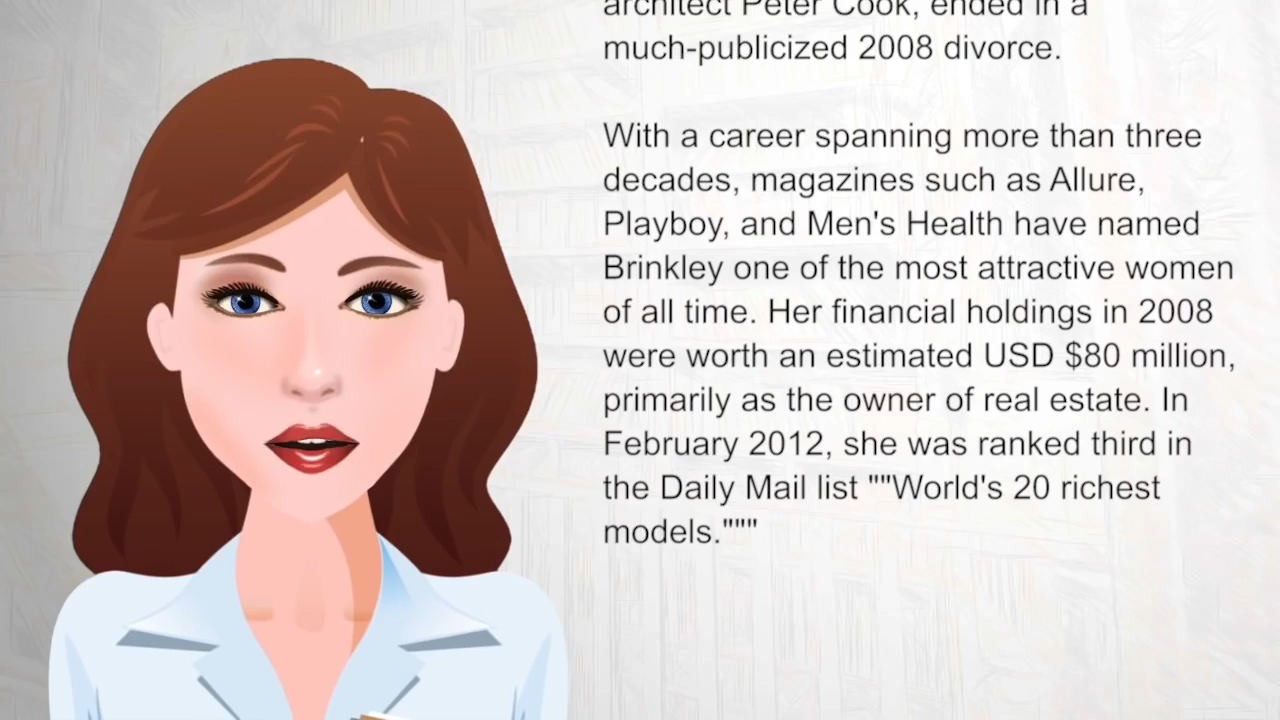 architect Peter Cook, ended in a
much-publicized 2008 divorce.
With a career spanning more than three
decades, magazines such as Allure,
Playboy, and Men's Health have named
Brinkley one of the most attractive women
of all time. Her financial holdings in 2008
were worth an estimated USD $80 million,
primarily as the owner of real estate. In
February 2012, she was ranked third in
the Daily Mail list ""World's 20 richest
models."""